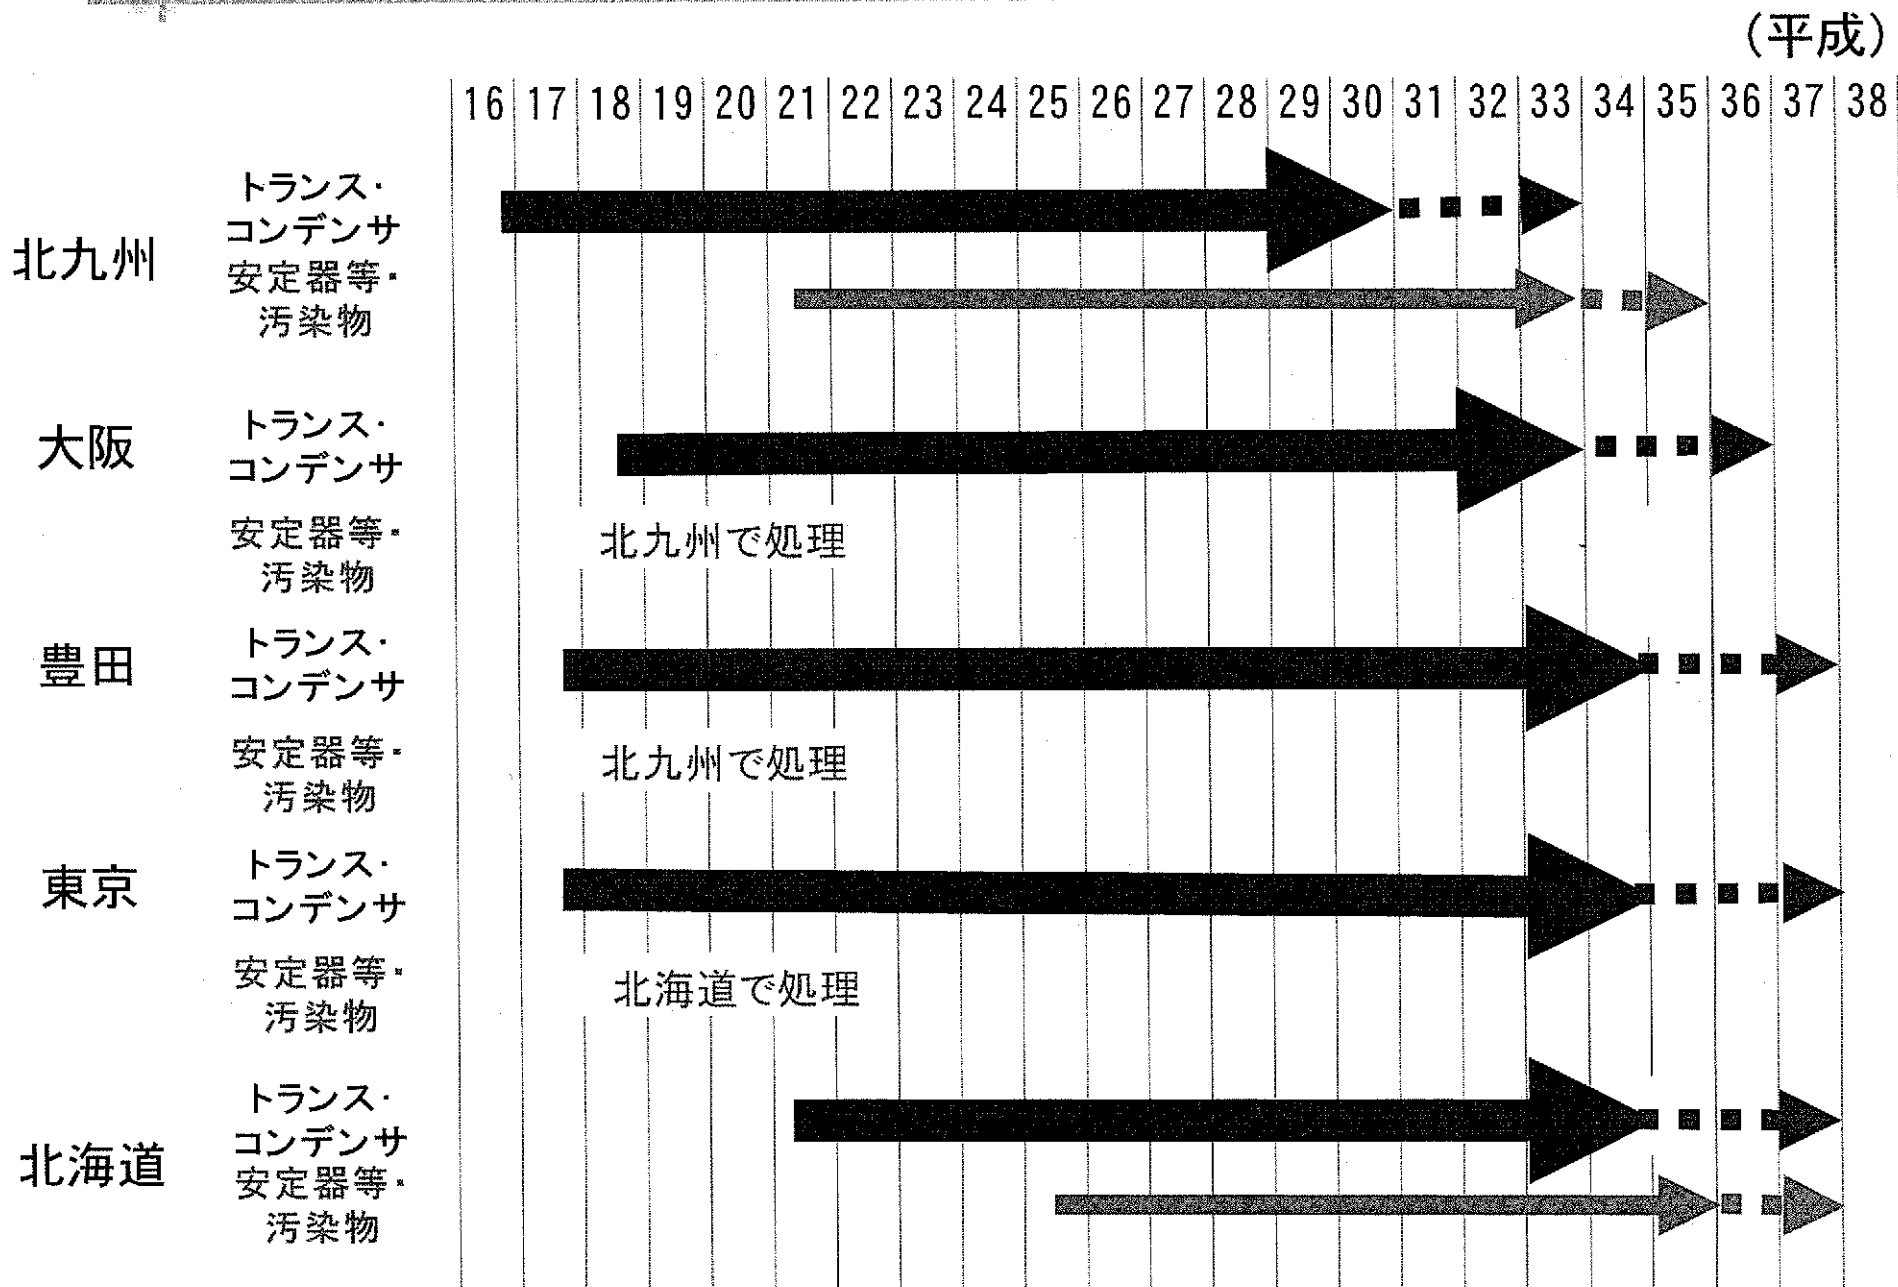 (平成)
16 17 18 19 20 21 22 23 24 25 26 27 28 29 30 31 32 33 34 35 36 37 38
北九州
トランス・
コンデンサ
安定器等・
汚染物
大阪
トランス・
コンデンサ
安定器等・
汚染物
北九州で処理
豊田
トランス・
コンデンサ
安定器等・
汚染物
北九州で処理
東京
トランス・
コンデンサ
安定器等・
汚染物
北海道で処理
北海道
トランス・
コンデンサ
安定器等・
汚染物